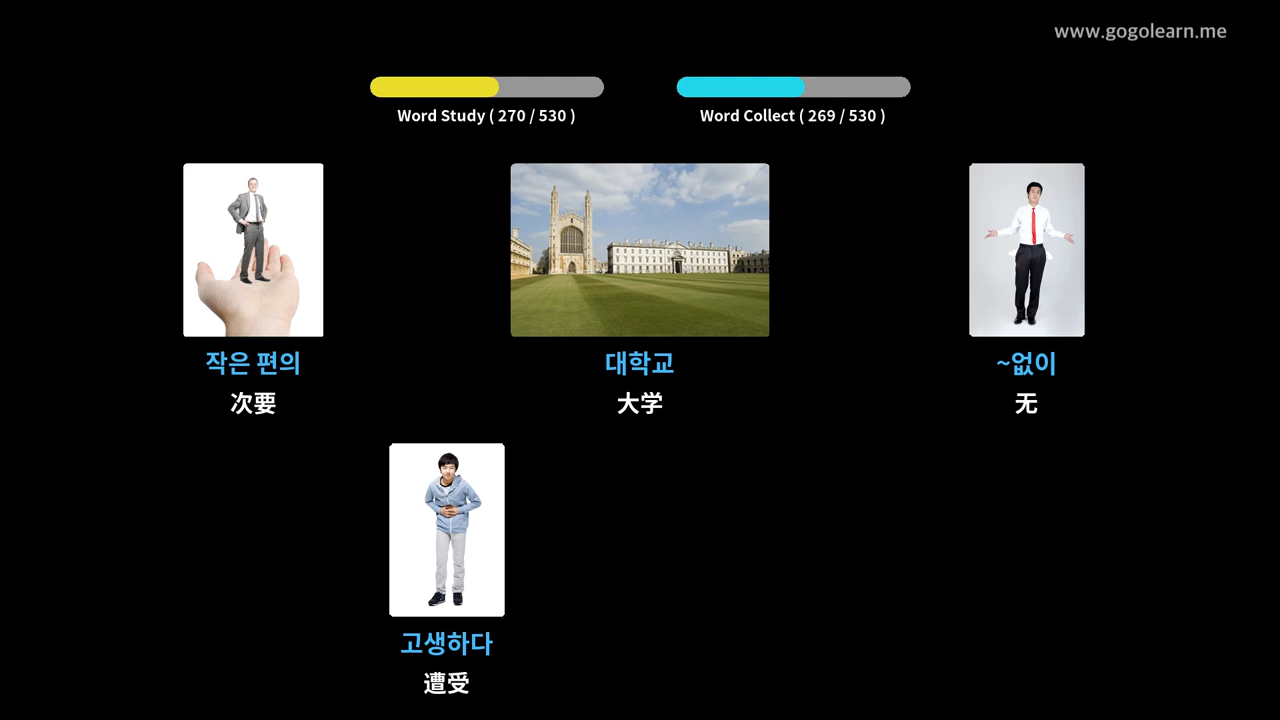 www.gogolearn.me
Word Study ( 270 / 530 )
Word Collect ( 269 / 530 )
작은 편의
次要
대학교
大学
~없이
无
고생하다
遭受